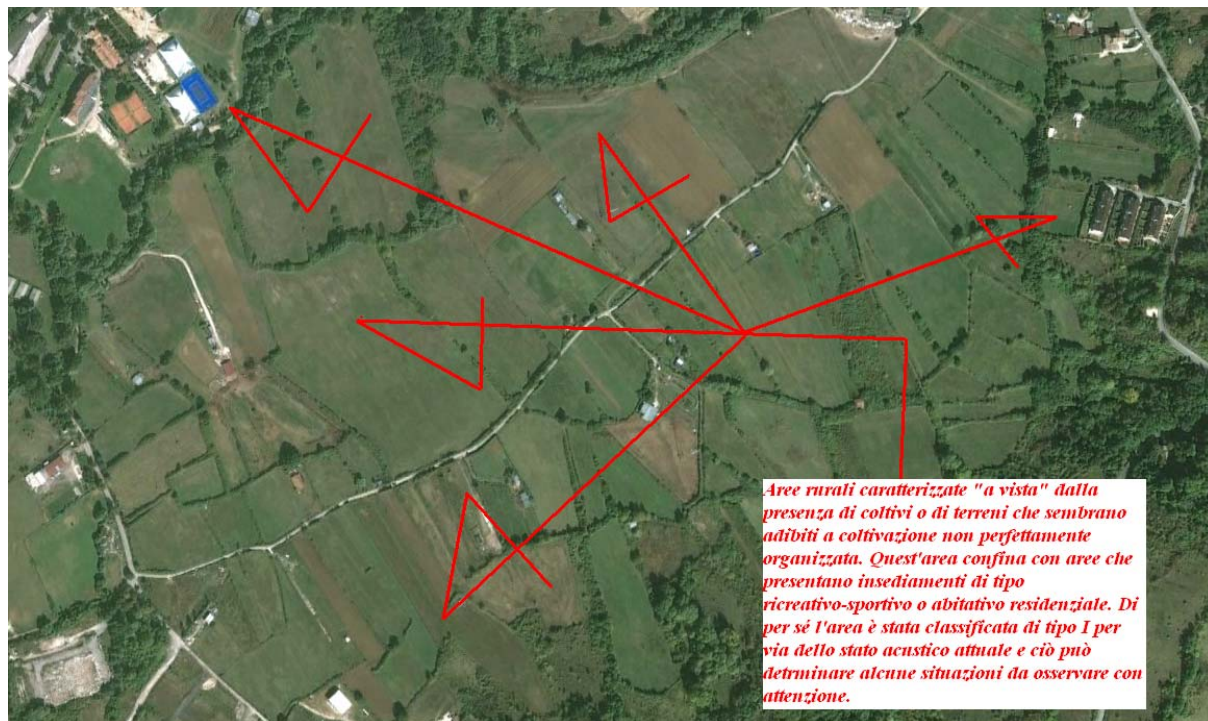 Aree rurali caratterizzate "a vista" dalla
presenza di coltivi o di terreni che sembrano
adibiti a coltivazione non perfettamente
organizzata. Quest'area confina con aree che
presentano insediamenti di tipo
ricreativo-sportivo o abitativo residenziale. Di
per sé l'area è stata classificata di tipo I per
via dello stato acustico attuale e ciò può
detrminare alcune situazioni da osservare con
attenzione.